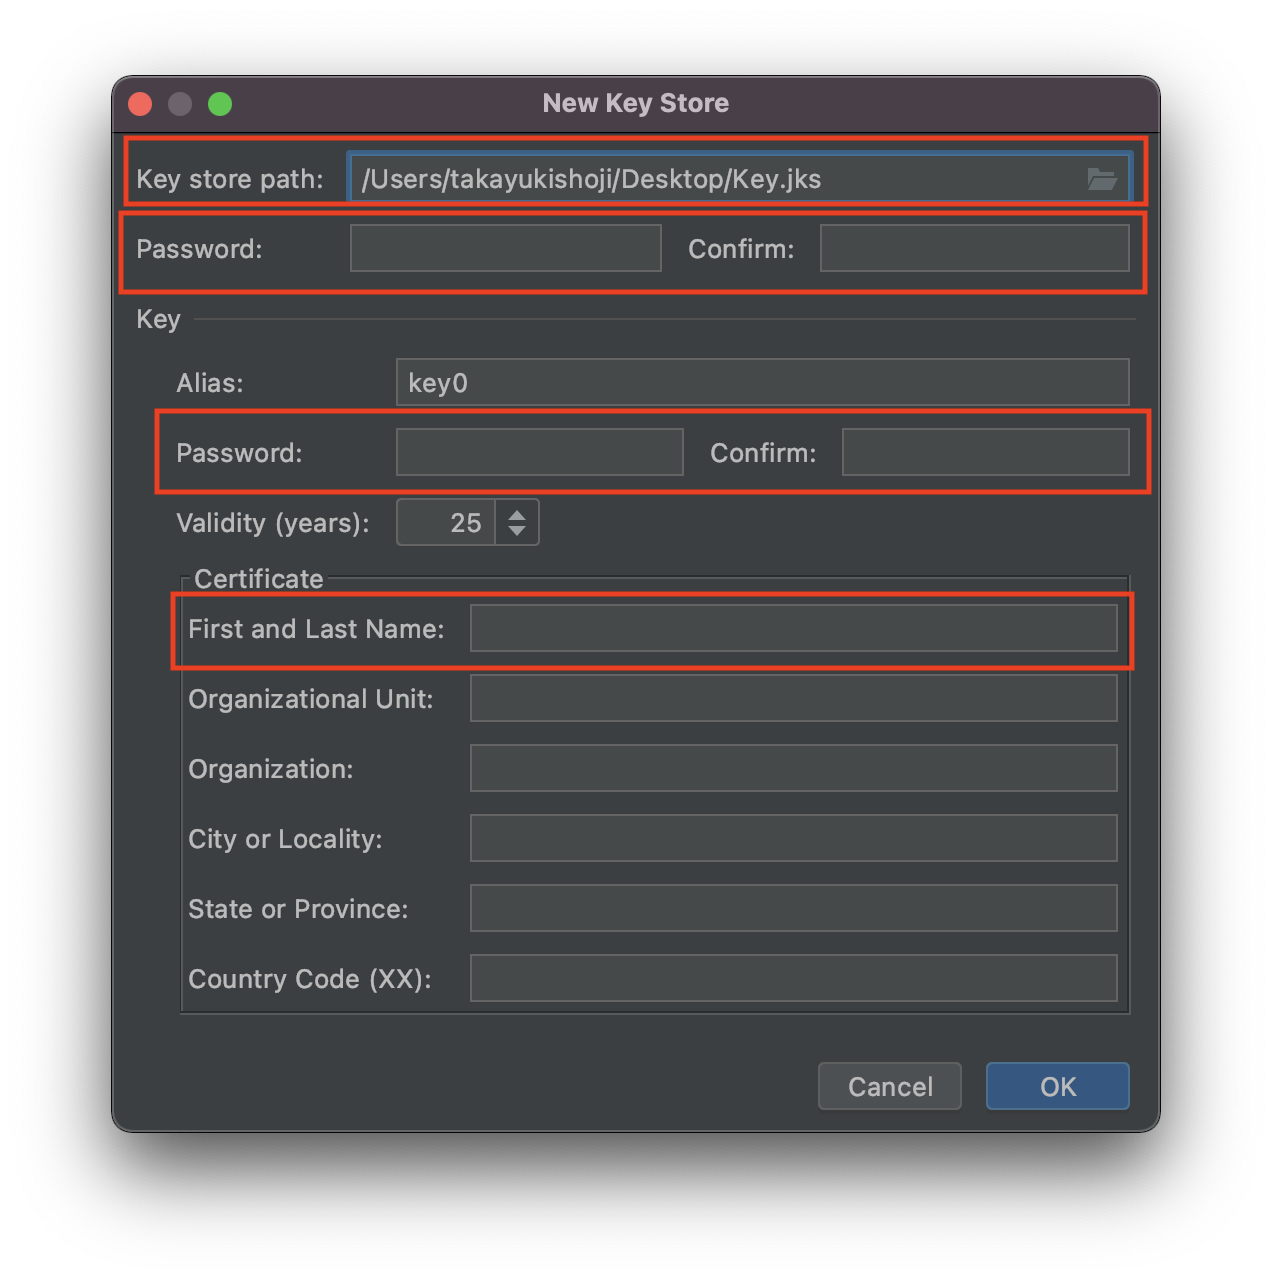 New Key Store
Key store path: /Users/takayukishoji/Desktop/Key.jks
Password: Confirm:
Key
Alias: key0
Password: Confirm:
Validity (years): 25
Certificate
First and Last Name:
Organizational Unit:
Organization:
City or Locality:
State or Province:
Country Code (XX):
Cancel OK